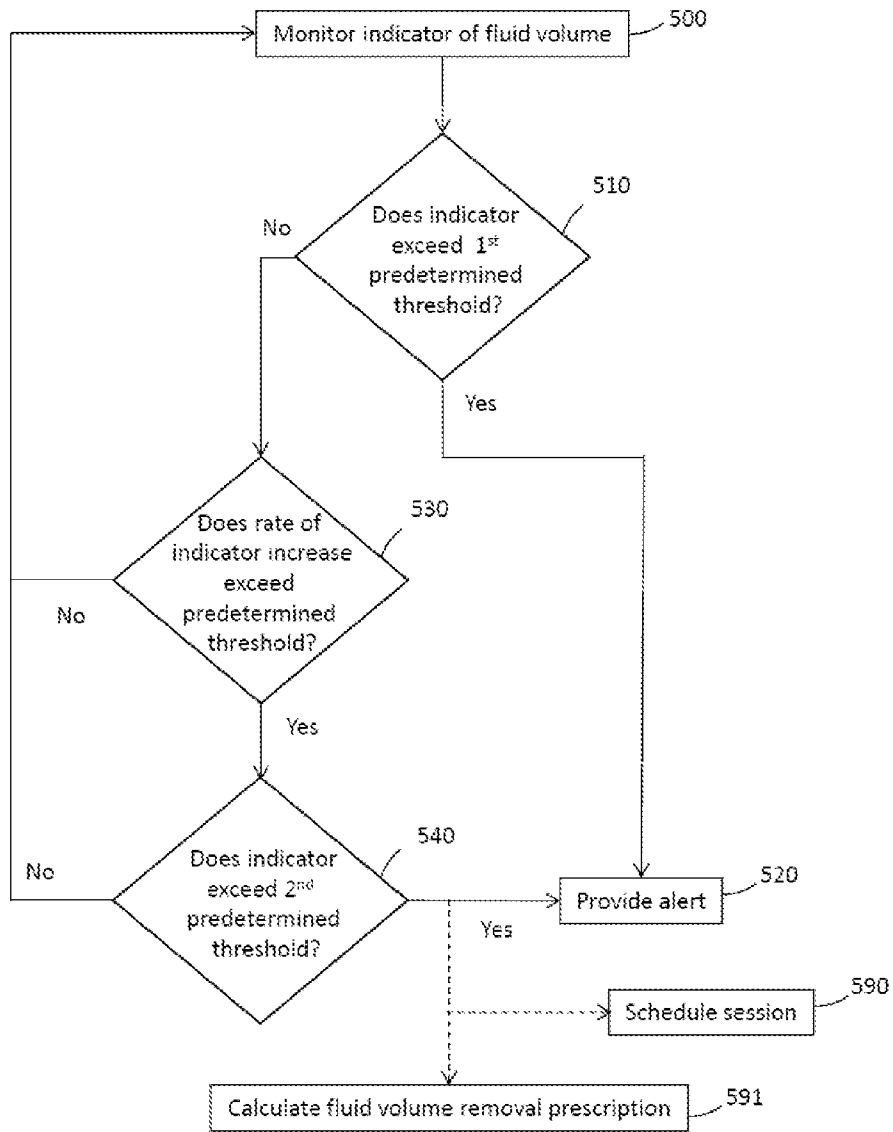 Monitor indicator of fluid volume
500
Does indicator
exceed 1st
predetermined
threshold?
510
No
Yes
Does rate of
indicator increase
exceed
predetermined
threshold?
530
No
Yes
Does indicator
exceed 2nd
predetermined
threshold?
540
No
Yes
Provide alert
520
Schedule session
590
Calculate fluid volume removal prescription
591